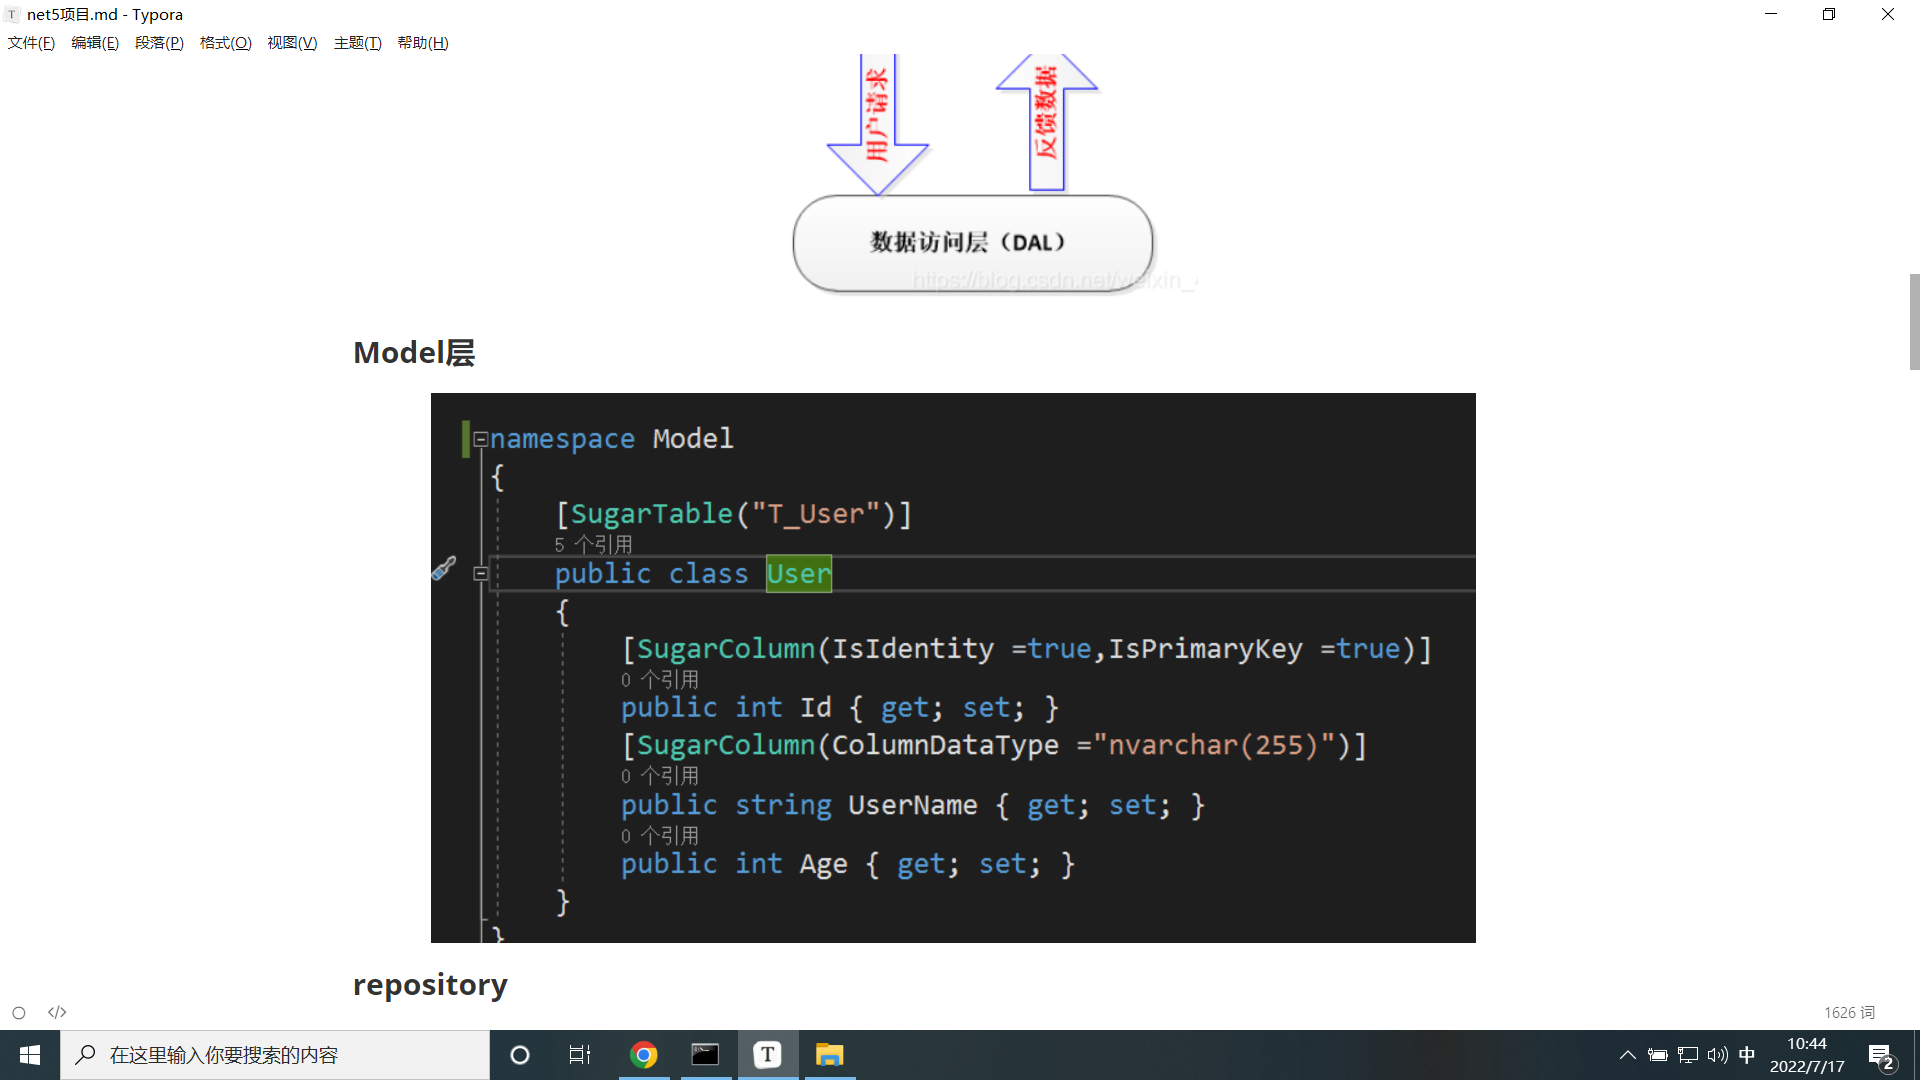 net5项目.md - Typora
文件(F) 编辑(E) 段落(P) 格式(O) 视图(V) 主题(T) 帮助(H)
用户请求
反馈数据
数据访问层（DAL）
https://blog.csdn.net/weixin_
Model层
namespace Model
{
[SugarTable("T_User")]
5 个引用
public class User
{
[SugarColumn(IsIdentity =true,IsPrimaryKey =true)]
0 个引用
public int Id { get; set; }
[SugarColumn(ColumnDataType ="nvarchar(255)")]
0 个引用
public string UserName { get; set; }
0 个引用
public int Age { get; set; }
}
}
repository
</>
1626 词
在这里输入你要搜索的内容
T
中
10:44
2022/7/17
2